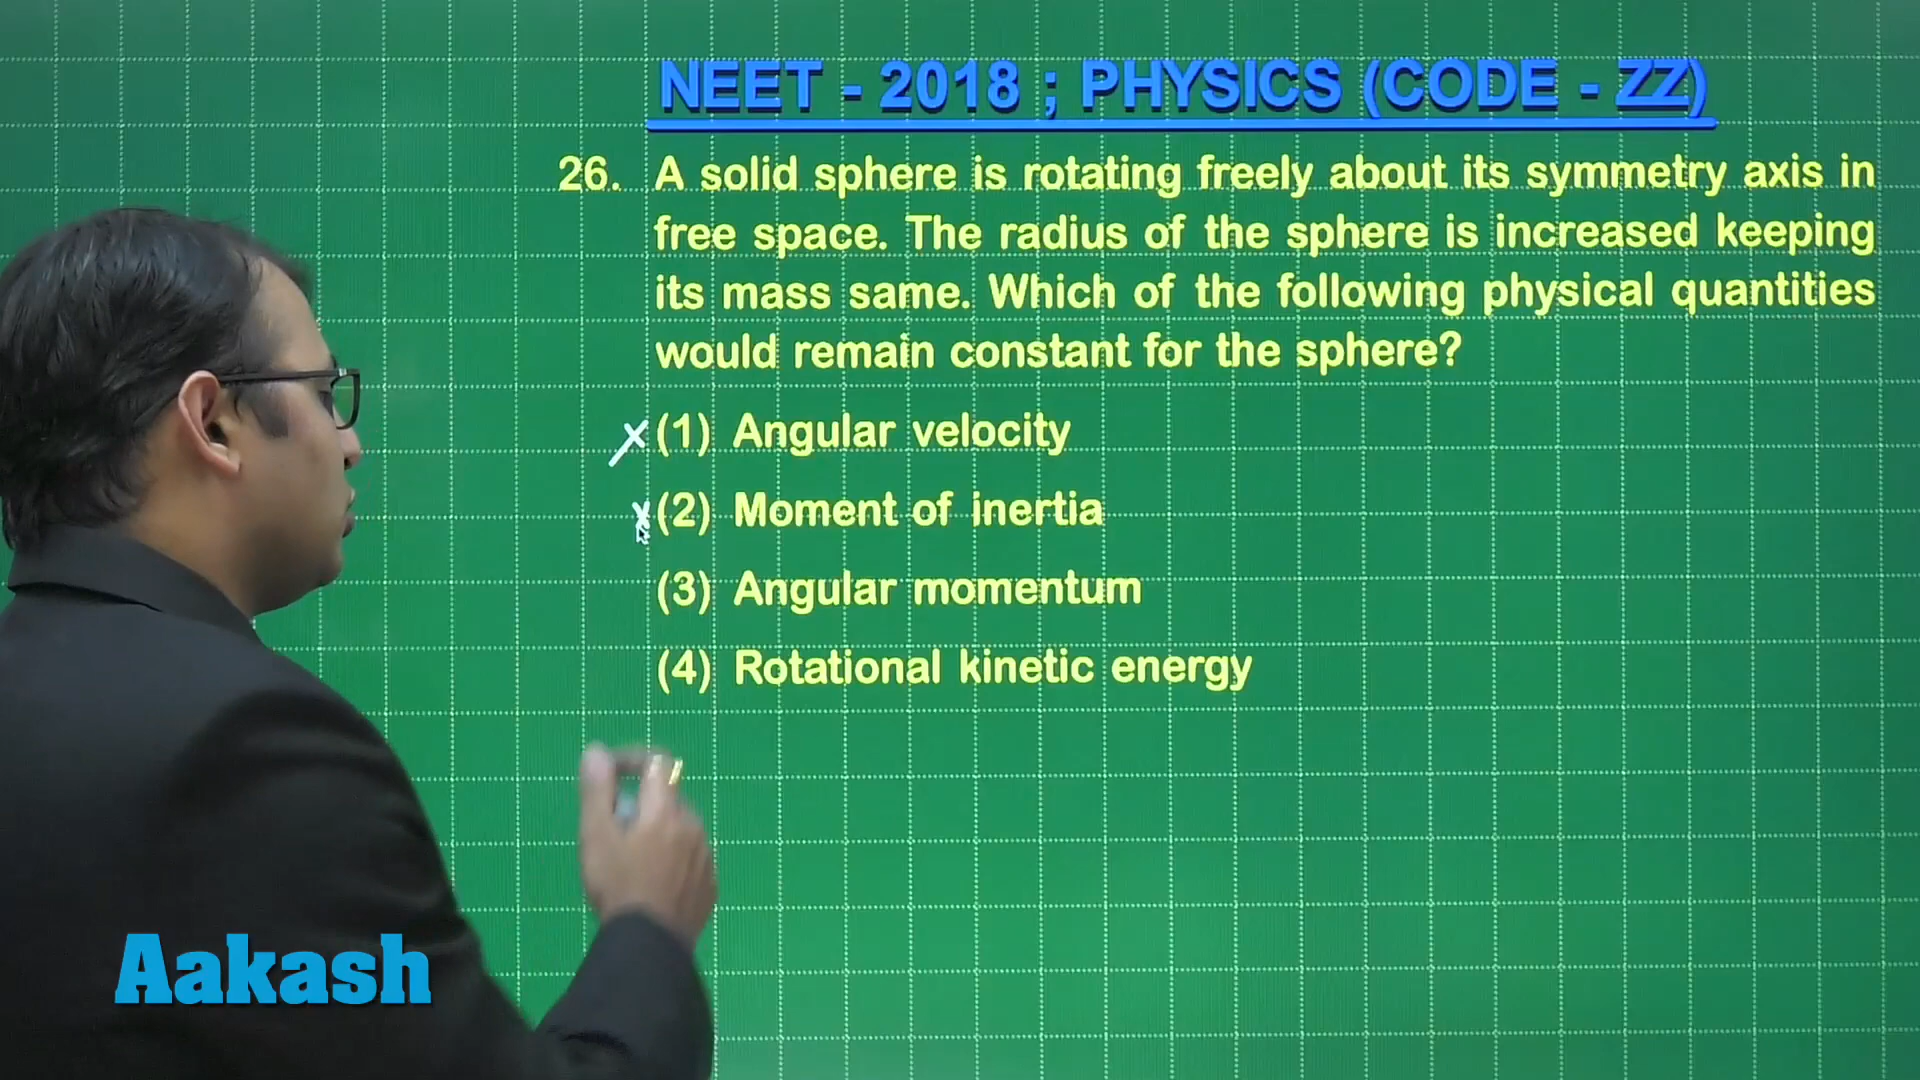 NEET - 2018 ; PHYSICS (CODE - ZZ)
26. A solid sphere is rotating freely about its symmetry axis in
free space. The radius of the sphere is increased keeping
its mass same. Which of the following physical quantities
would remain constant for the sphere?
(1) Angular velocity
(2) Moment of inertia
(3) Angular momentum
(4) Rotational kinetic energy
Aakash